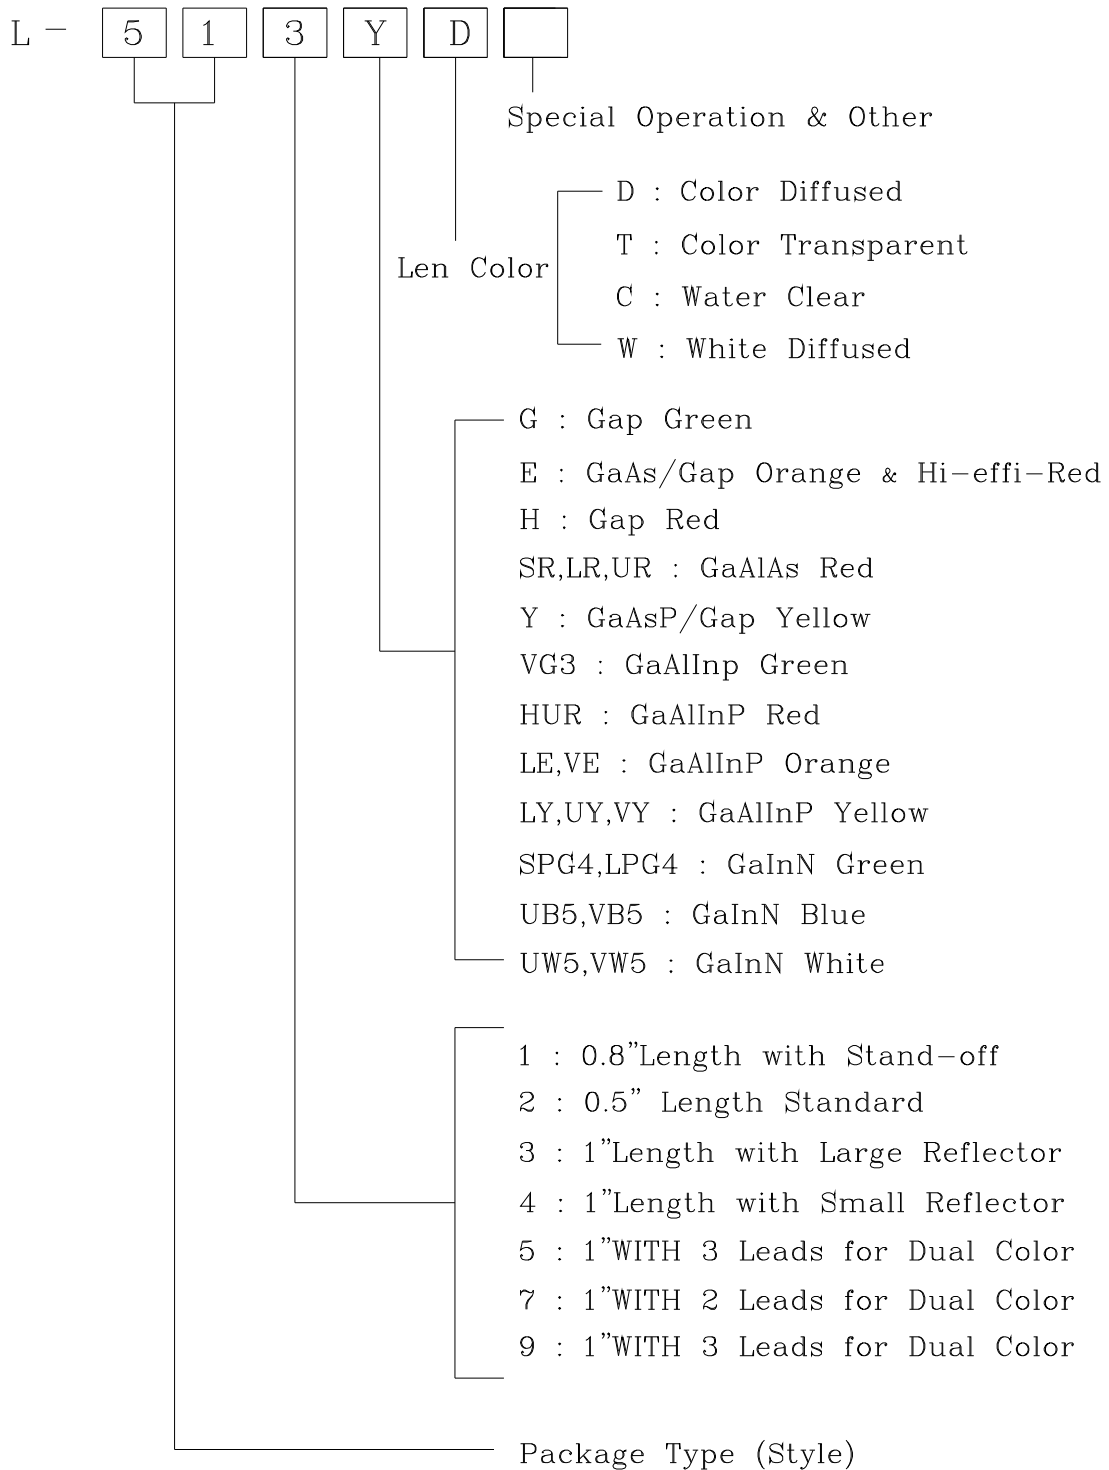 L- 5 1 3 Y D
Special Operation & Other
D : Color Diffused
T : Color Transparent
Len Color
C : Water Clear
W : White Diffused
G : Gap Green
E : GaAs/Gap Orange & Hi-effi-Red
H : Gap Red
SR,LR,UR : GaAlAs Red
Y : GaAsP/Gap Yellow
VG3 : GaAlInp Green
HUR : GaAlInP Red
LE,VE : GaAlInP Orange
LY,UY,VY : GaAlInP Yellow
SPG4,LPG4 : GaInN Green
UB5,VB5 : GaInN Blue
UW5,VW5 : GaInN White
1 : 0.8”Length with Stand-off
2 : 0.5” Length Standard
3 : 1”Length with Large Reflector
4 : 1”Length with Small Reflector
5 : 1”WITH 3 Leads for Dual Color
7 : 1”WITH 2 Leads for Dual Color
9 : 1”WITH 3 Leads for Dual Color
Package Type (Style)